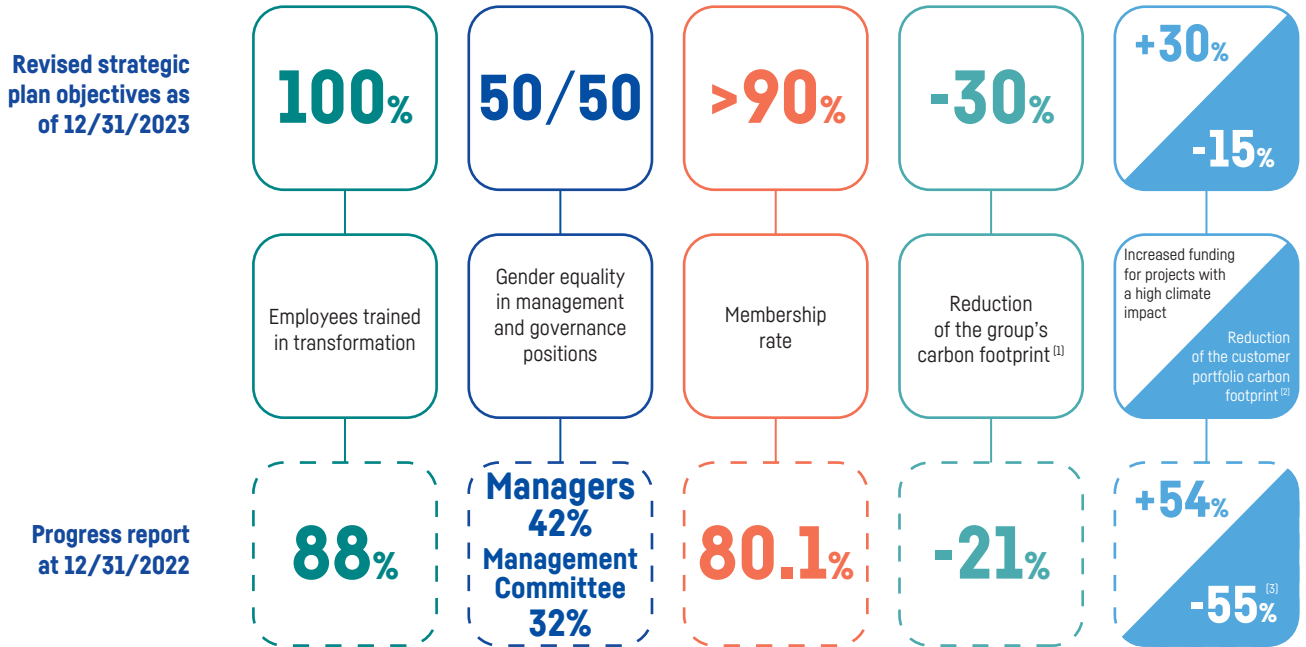 Revised strategic
plan objectives as
of 12/31/2023
100%
50/50
>90%
-30%
+30%
-15%
Employees trained
in transformation
Gender equality
in management
and governance
positions
Membership
rate
Reduction
of the group's
carbon footprint [1]
Increased funding
for projects with
a high climate
impact
Reduction
of the customer
portfolio carbon
footprint [2]
Progress report
at 12/31/2022
88%
Managers
42%
Management
Committee
32%
80.1%
-21%
+54%
-55% [3]